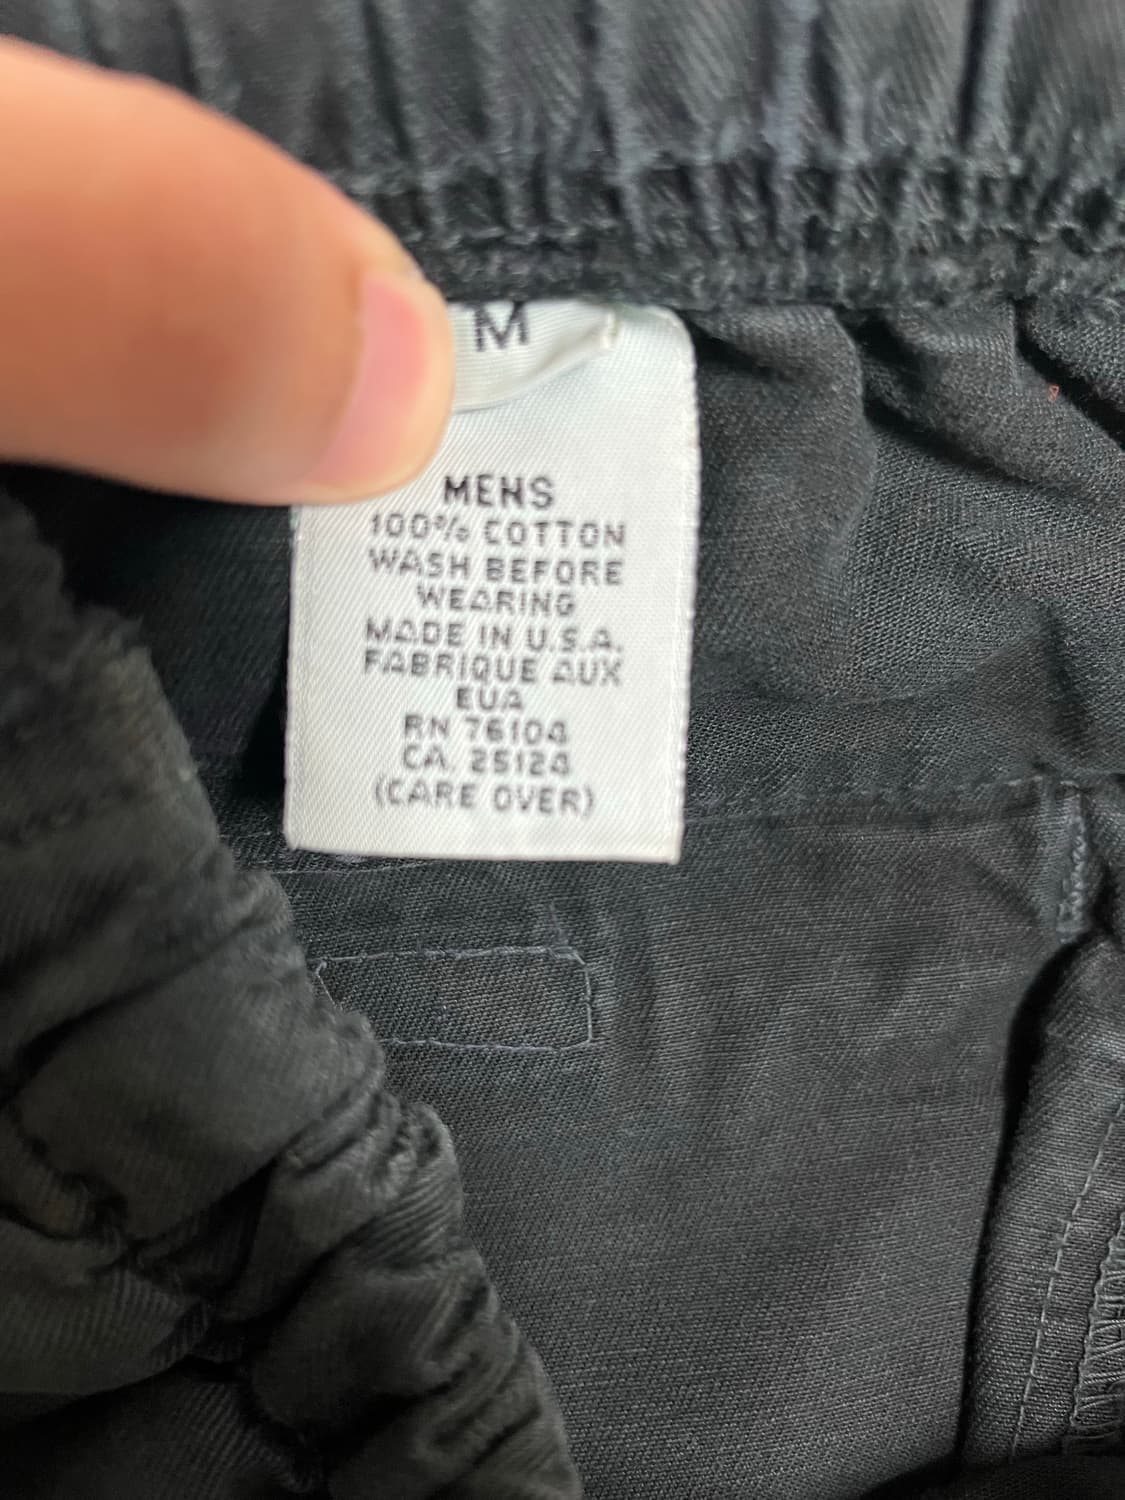 M
MENS
100% COTTON
WASH BEFORE
WEARING
MADE IN U.S.A.
FABRIQUE AUX
EUA
RN 76104
CA. 25124
(CARE OVER)